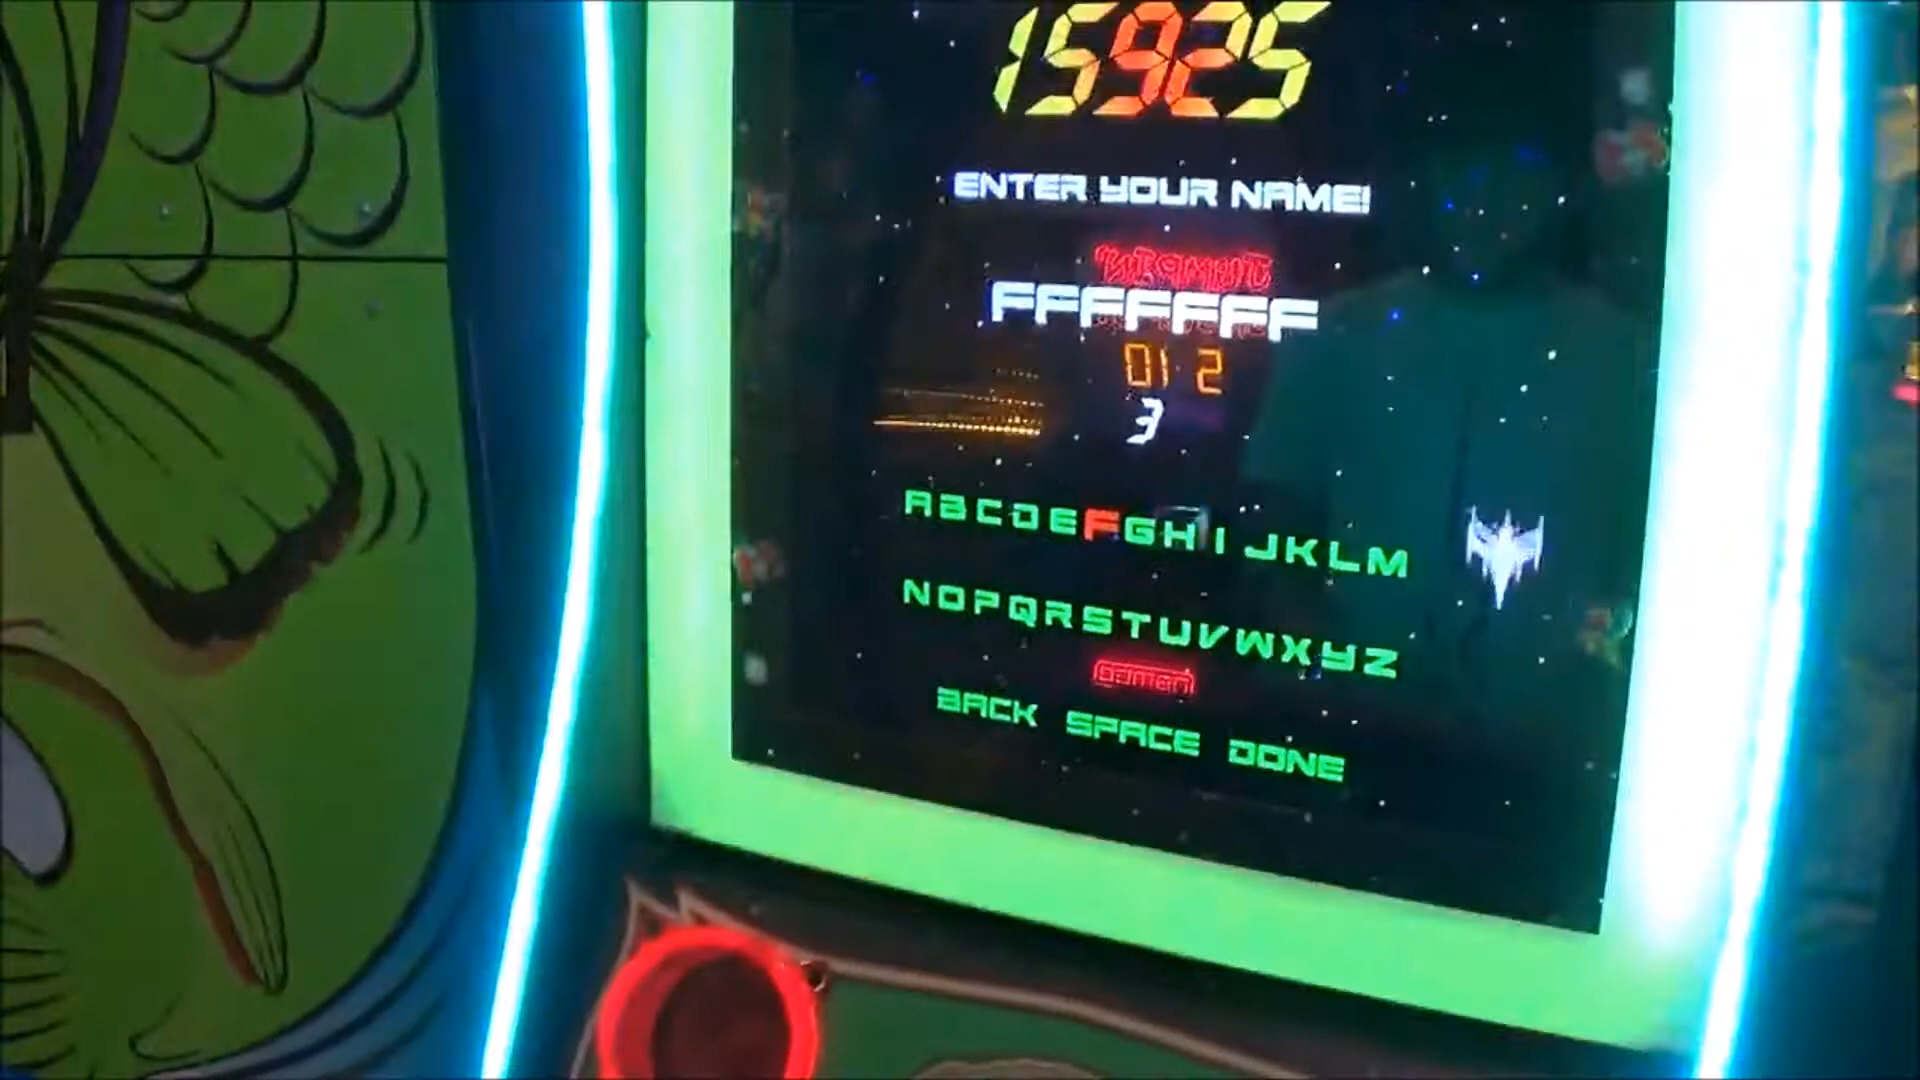 15925
ENTER YOUR NAME!
FFFFFFF
01 2
3
ABCDEFGHIJKLM
NOPQRSTUVWXYZ
BACK SPACE DONE